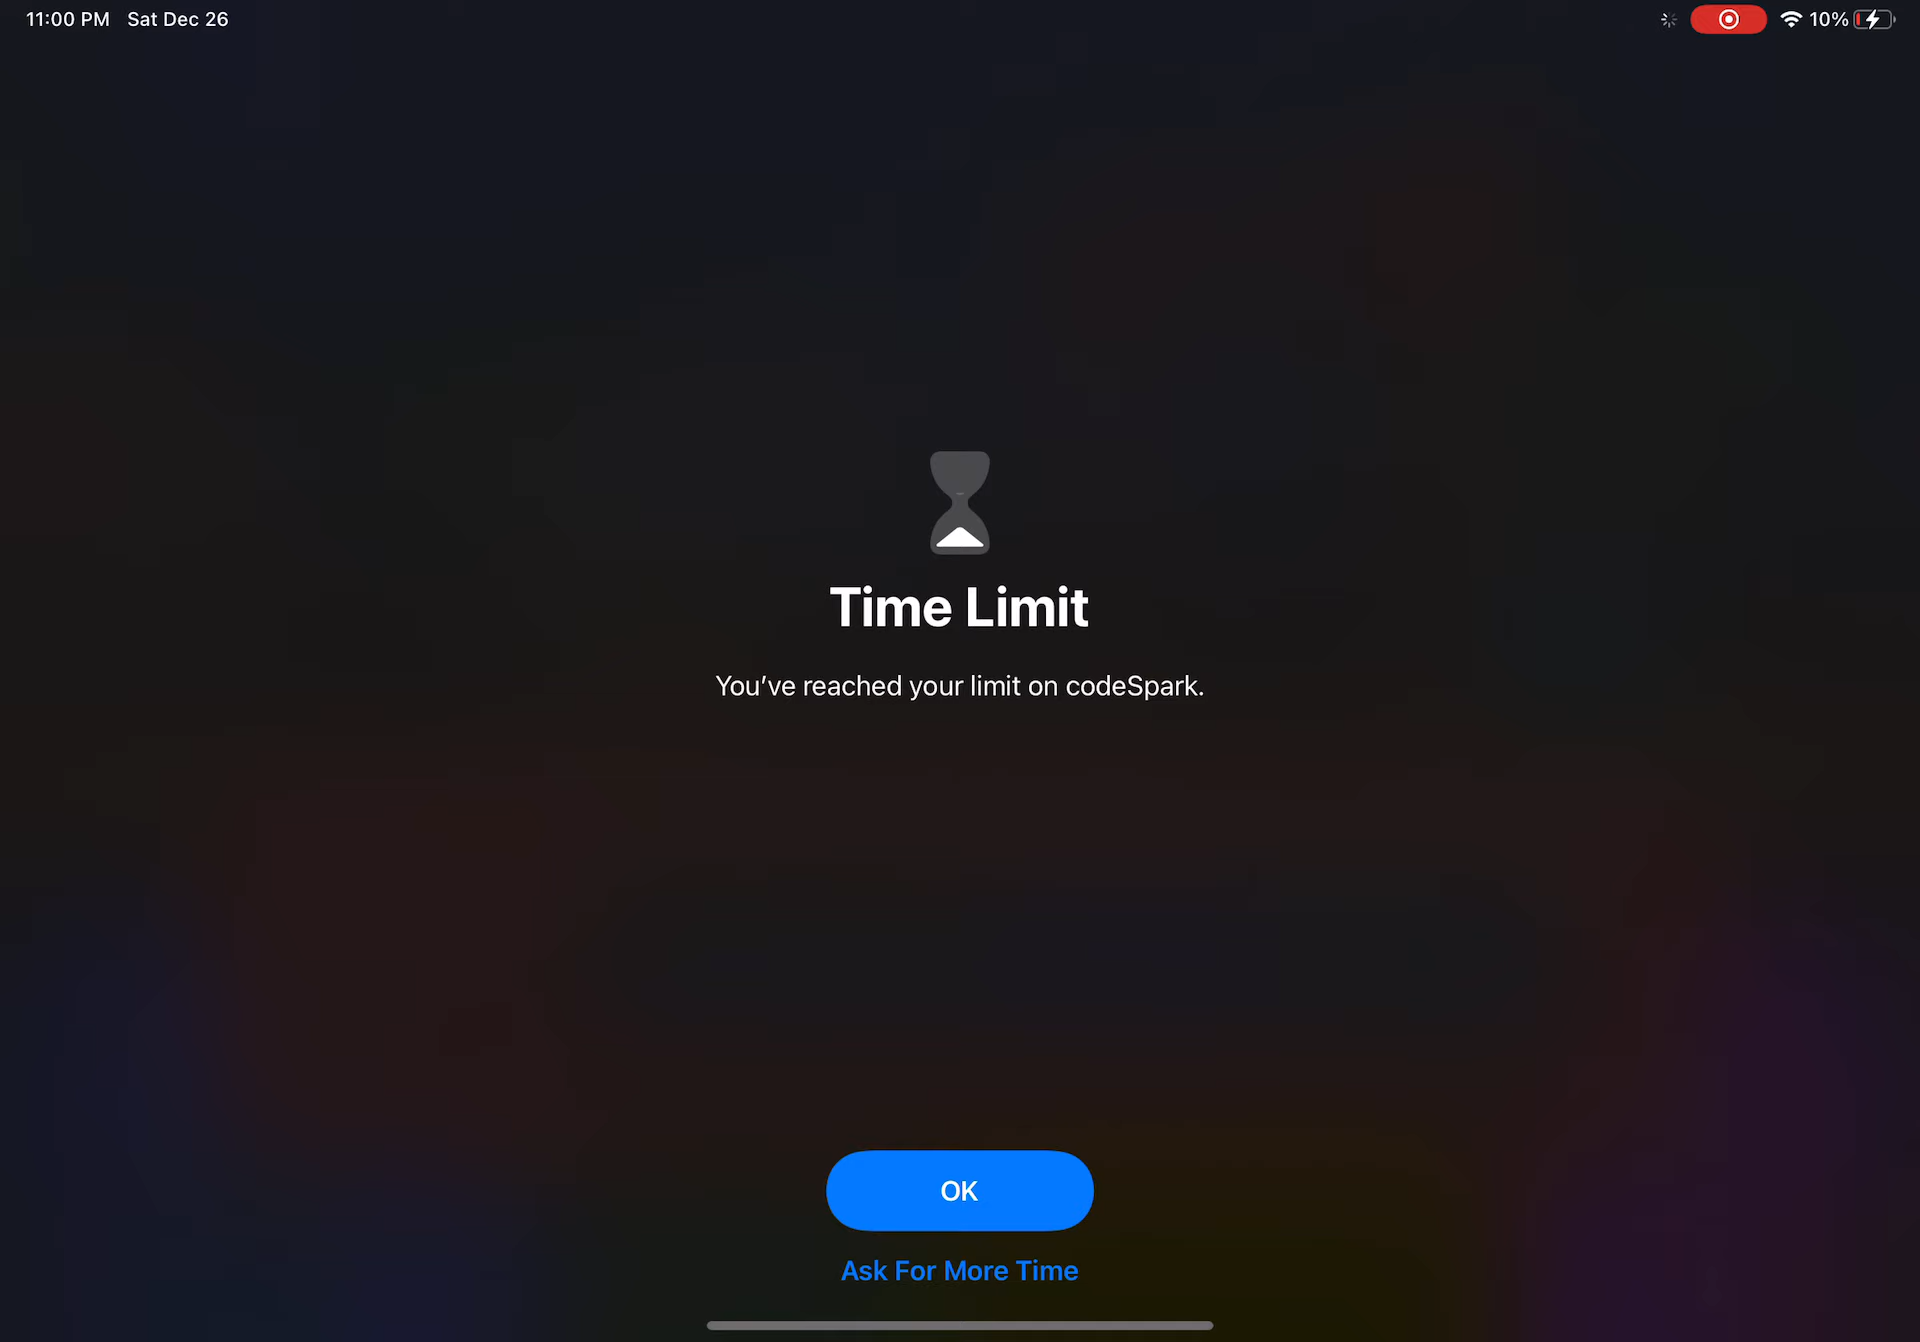 11:00 PM Sat Dec 26
10%
Time Limit
You’ve reached your limit on codeSpark.
OK
Ask For More Time